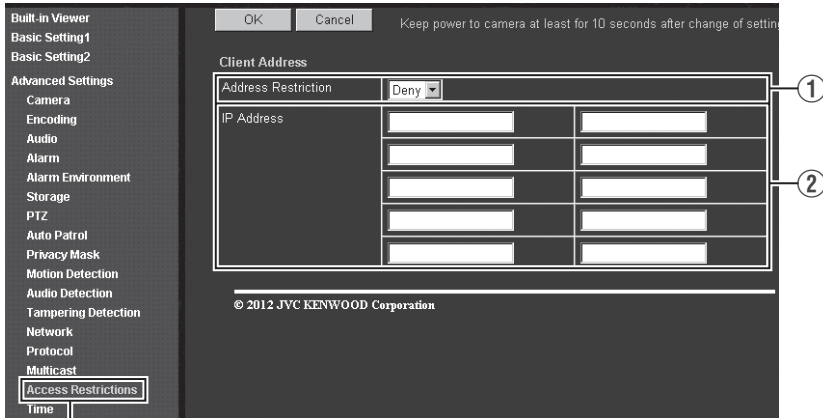 Built-in Viewer
Basic Setting1
Basic Setting2
Advanced Settings
Camera
Encoding
Audio
Alarm
Alarm Environment
Storage
PTZ
Auto Patrol
Privacy Mask
Motion Detection
Audio Detection
Tampering Detection
Network
Protocol
Multicast
Access Restrictions
Time
OK Cancel Keep power to camera at least for 10 seconds after change of setting
Client Address
Address Restriction Deny
①
IP Address
②
© 2012 JVC KENWOOD Corporation